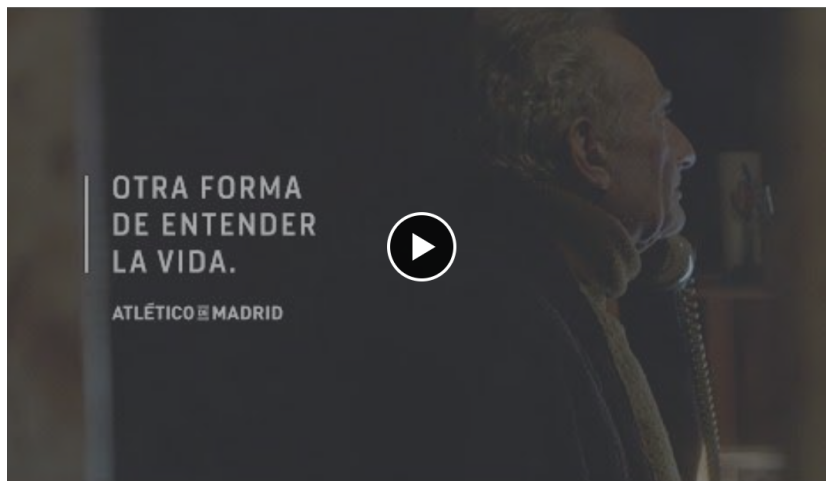 OTRA FORMA
DE ENTENDER
LA VIDA.
ATLÉTICO DE MADRID